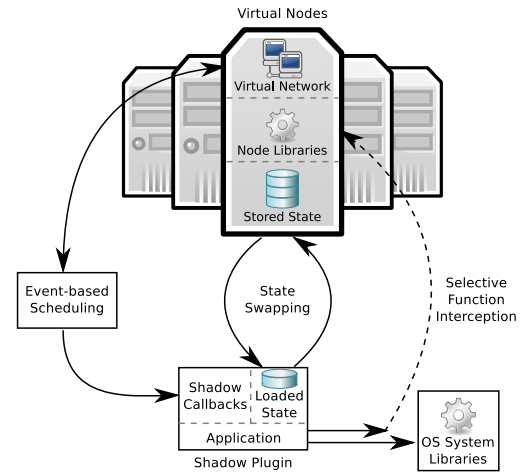 Virtual Nodes
Virtual Network
Node Libraries
Stored State
Event-based
Scheduling
State
Swapping
Selective
Function
Interception
Shadow
Callbacks
Loaded
State
Application
Shadow Plugin
OS System
Libraries